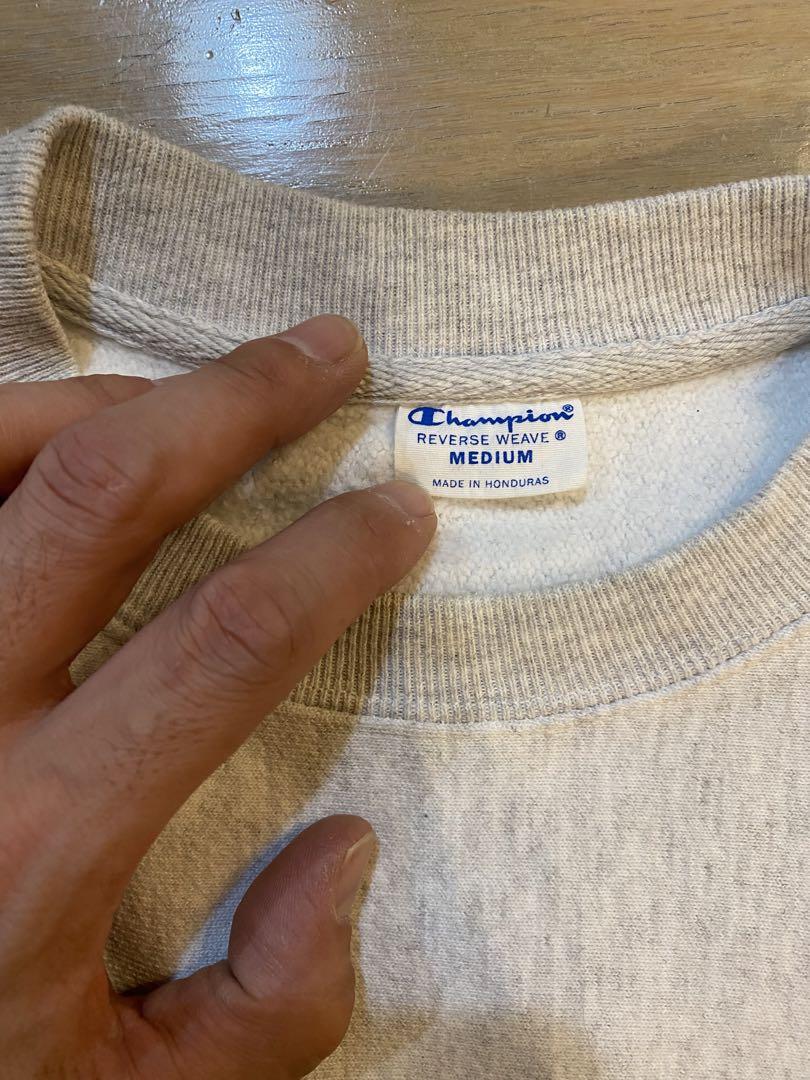 Champion®
REVERSE WEAVE ®
MEDIUM
MADE IN HONDURAS